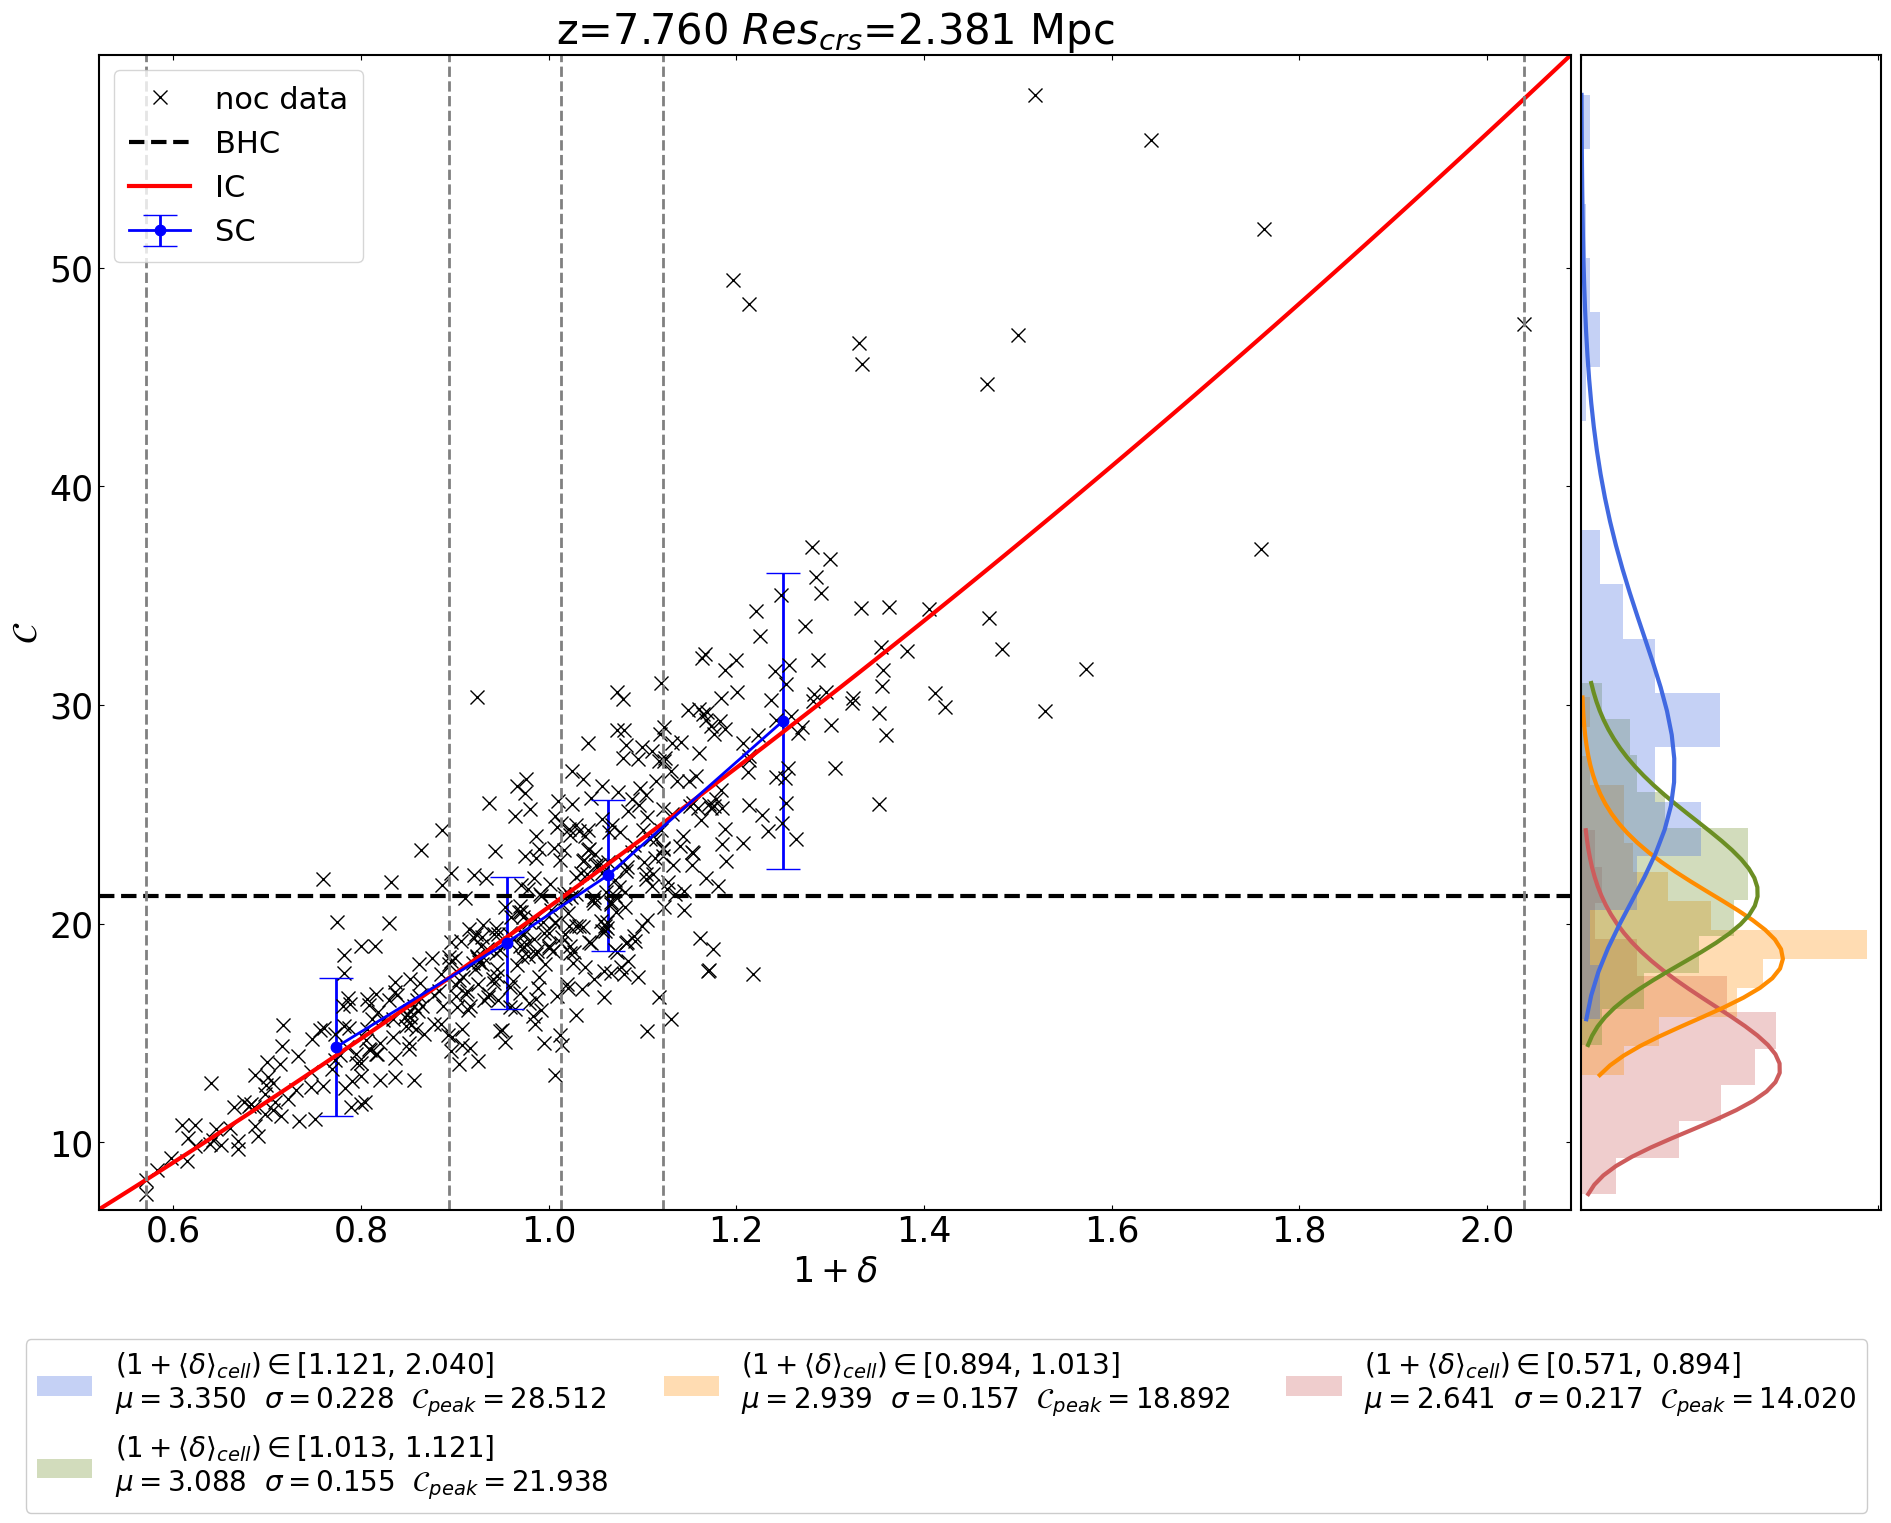 z=7.760 Res_crs=2.381 Mpc
noc data
BHC
IC
SC
50
40
30
20
10
𝒞
0.6 0.8 1.0 1.2 1.4 1.6 1.8 2.0
1 + δ
(1 + ⟨δ⟩_cell) ∈ [1.121, 2.040]
μ = 3.350 σ = 0.228 𝒞_peak = 28.512
(1 + ⟨δ⟩_cell) ∈ [1.013, 1.121]
μ = 3.088 σ = 0.155 𝒞_peak = 21.938
(1 + ⟨δ⟩_cell) ∈ [0.894, 1.013]
μ = 2.939 σ = 0.157 𝒞_peak = 18.892
(1 + ⟨δ⟩_cell) ∈ [0.571, 0.894]
μ = 2.641 σ = 0.217 𝒞_peak = 14.020